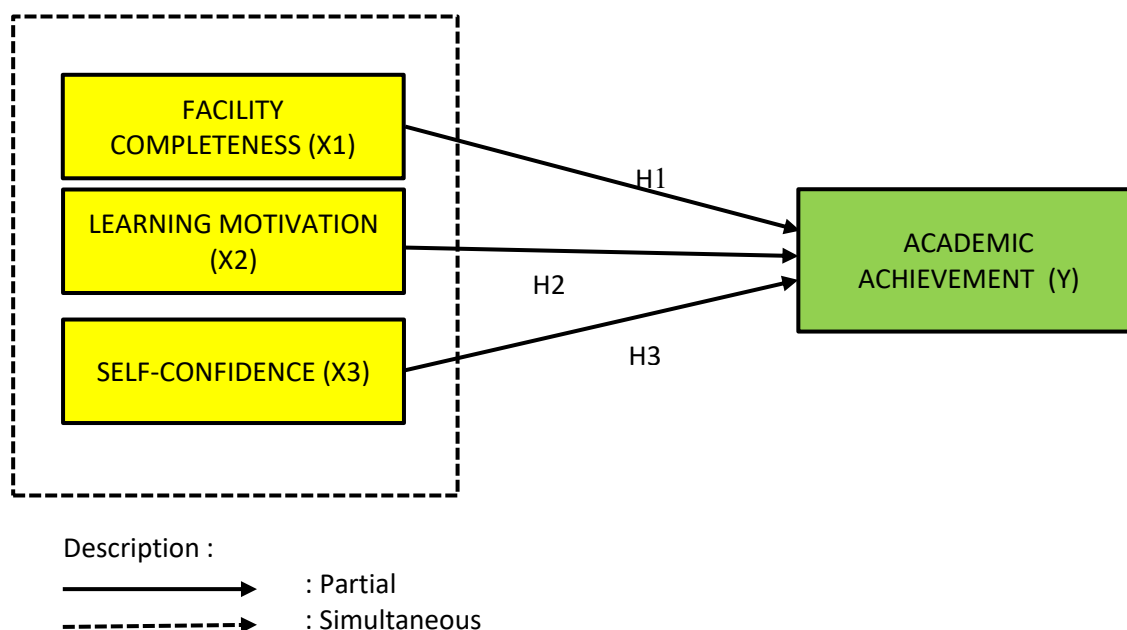 FACILITY
COMPLETENESS (X1)
H1
LEARNING MOTIVATION
(X2)
H2
SELF-CONFIDENCE (X3)
H3
ACADEMIC
ACHIEVEMENT (Y)
Description :
: Partial
: Simultaneous